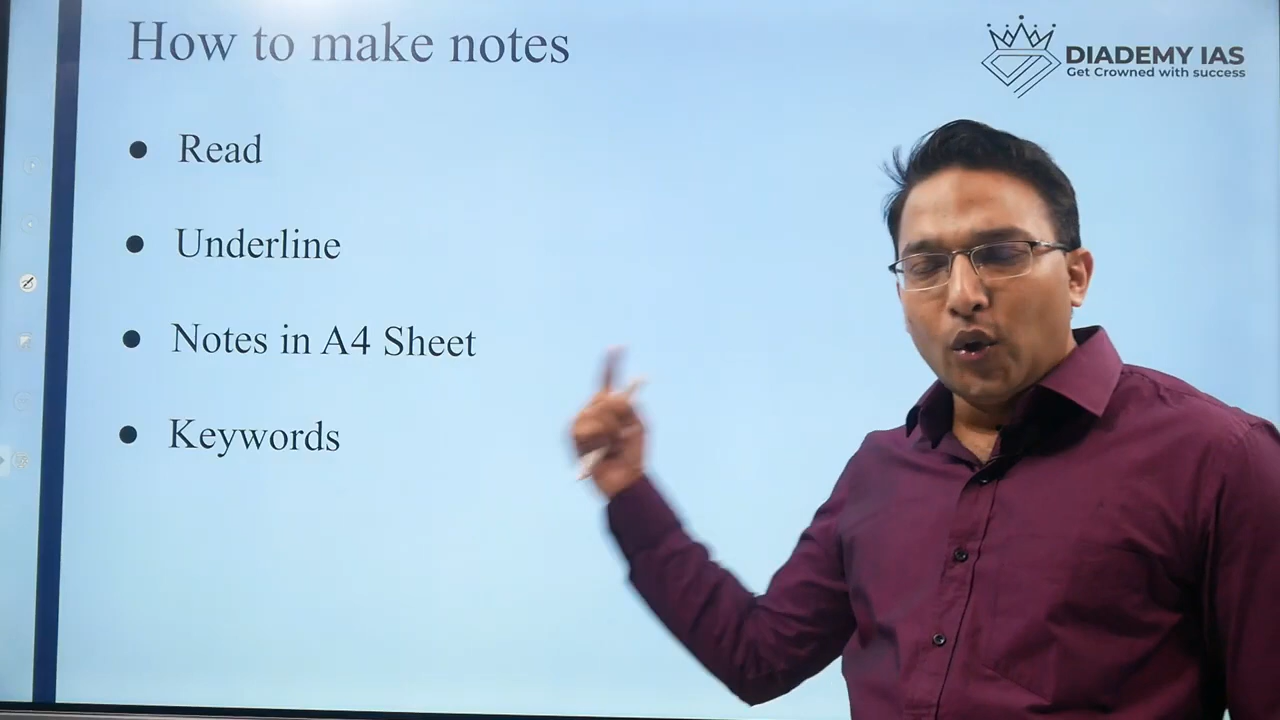 How to make notes
DIADEMY IAS
Get Crowned with success
Read
Underline
Notes in A4 Sheet
Keywords